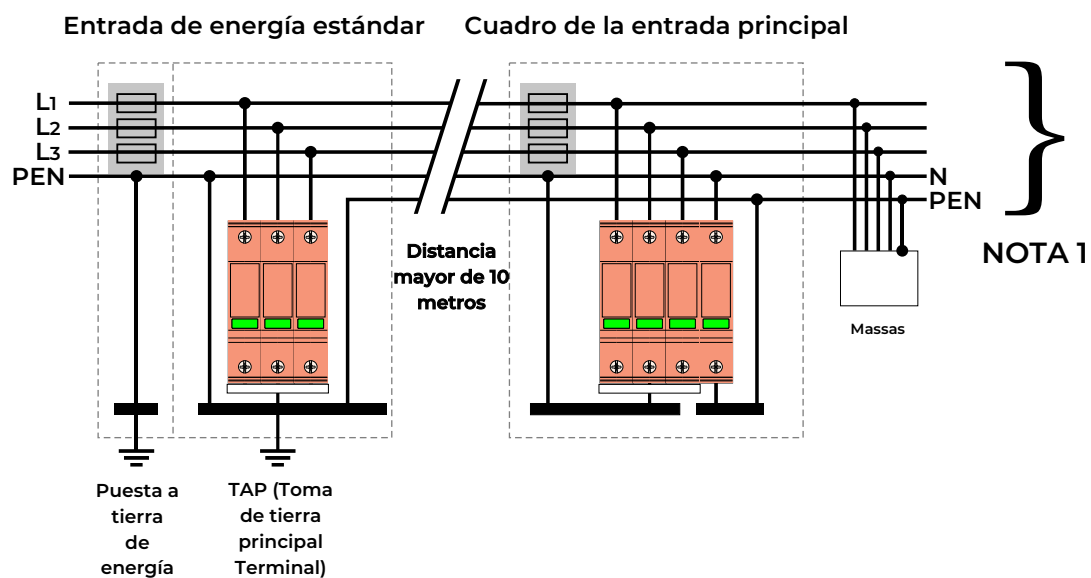 Entrada de energía estándar
Cuadro de la entrada principal
L1
L2
L3
PEN
N
PEN
NOTA 1
Distancia
mayor de 10
metros
Massas
Puesta a
tierra
de
energía
TAP (Toma
de tierra
principal
Terminal)